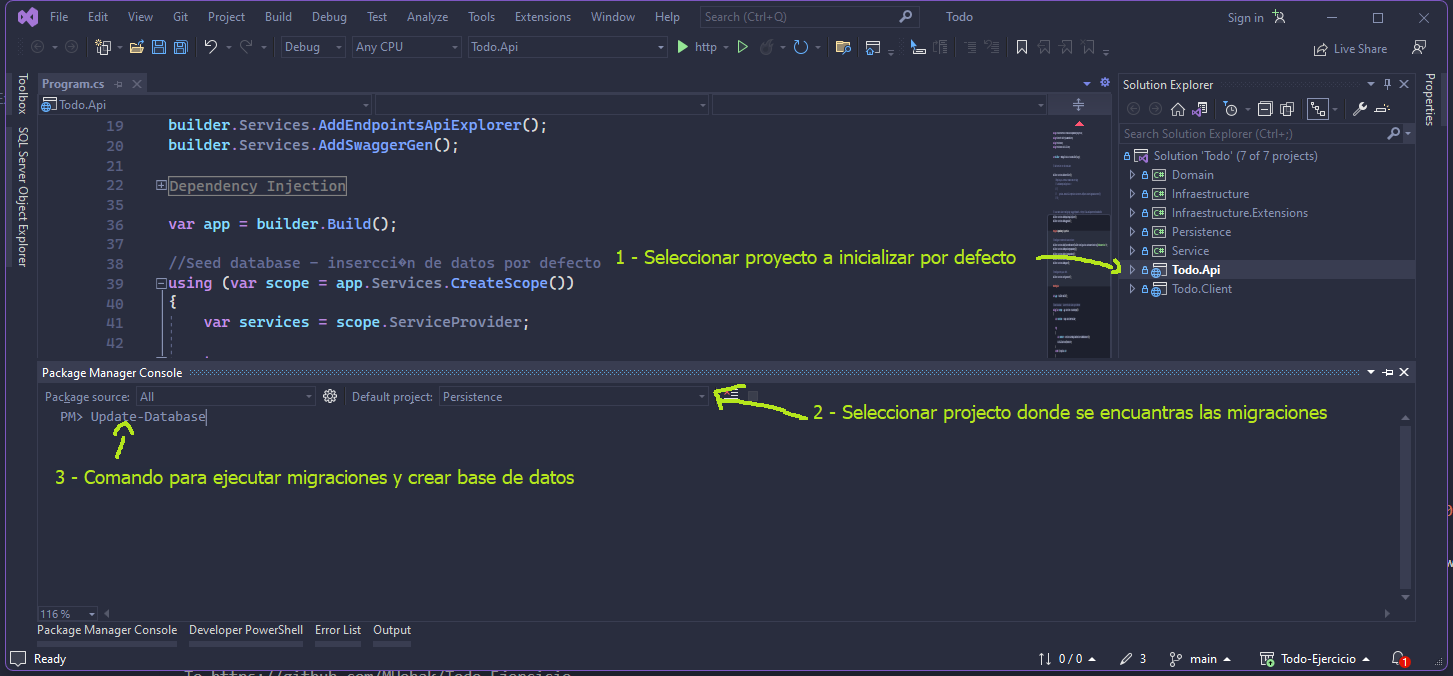 File Edit View Git Project Build Debug Test Analyze Tools Extensions Window Help Search (Ctrl+Q) Todo Sign in
Debug Any CPU Todo.Api http Live Share
Toolbox
SQL Server Object Explorer
Program.cs
Todo.Api
19 builder.Services.AddEndpointsApiExplorer();
20 builder.Services.AddSwaggerGen();
21
22 Dependency Injection
35
36 var app = builder.Build();
37
38 //Seed database - insercci�n de datos por defecto
39 using (var scope = app.Services.CreateScope())
40 {
41 var services = scope.ServiceProvider;
42
1 - Seleccionar proyecto a inicializar por defecto
Solution Explorer
Search Solution Explorer (Ctrl+;)
Solution 'Todo' (7 of 7 projects)
C# Domain
C# Infrastructure
C# Infrastructure.Extensions
C# Persistence
C# Service
Todo.Api
Todo.Client
Properties
Package Manager Console
Package source: All Default project: Persistence
PM> Update-Database
2 - Seleccionar projecto donde se encuantras las migraciones
3 - Comando para ejecutar migraciones y crear base de datos
116 %
Package Manager Console Developer PowerShell Error List Output
Ready 0 / 0 3 main Todo-Ejercicio 1